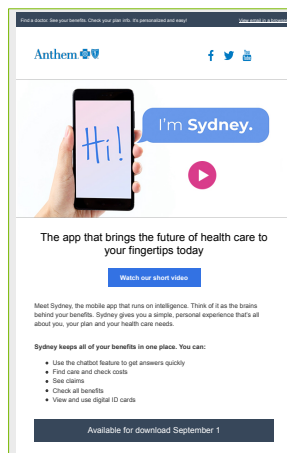 Find a doctor. See your benefits. Check your plan info. It's personalized and easy!
View email in a browser
Anthem
Hi!
I'm Sydney.
The app that brings the future of health care to
your fingertips today
Watch our short video
Meet Sydney, the mobile app that runs on intelligence. Think of it as the brains
behind your benefits. Sydney gives you a simple, personal experience that's all
about you, your plan and your health care needs.
Sydney keeps all of your benefits in one place. You can:
Use the chatbot feature to get answers quickly
Find care and check costs
See claims
Check all benefits
View and use digital ID cards
Available for download September 1